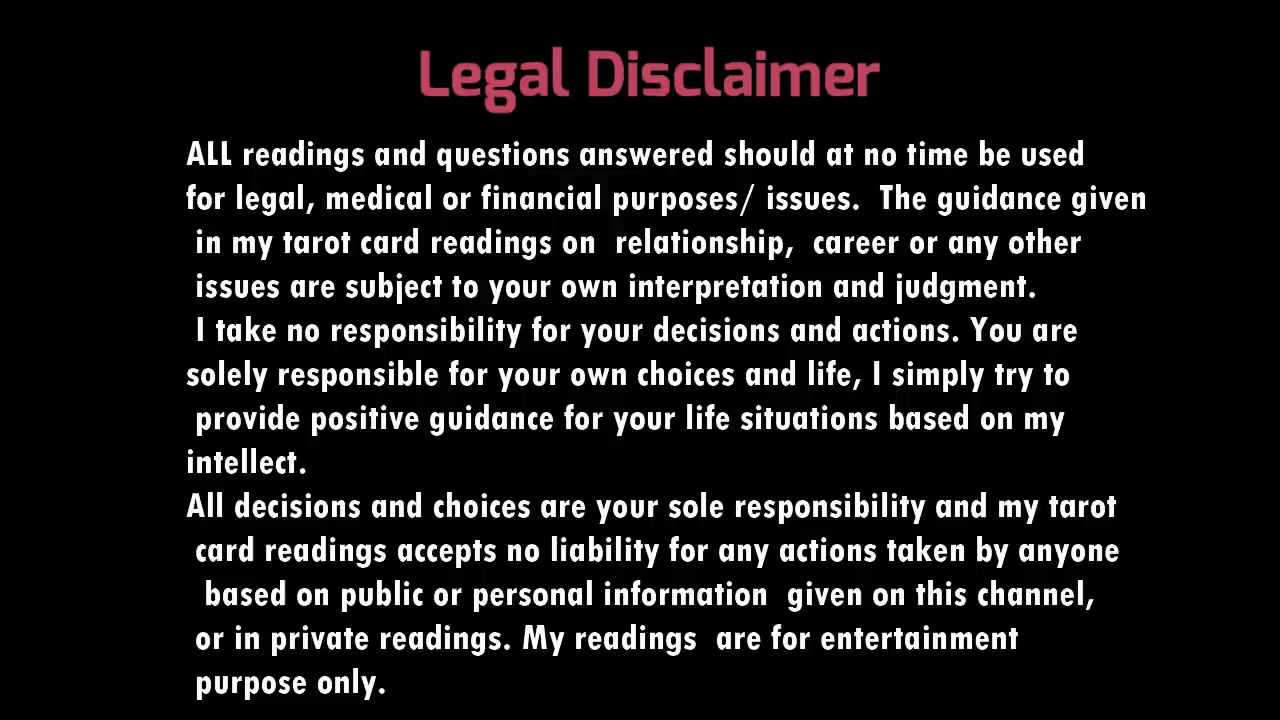 Legal Disclaimer
ALL readings and questions answered should at no time be used
for legal, medical or financial purposes/ issues.  The guidance given
in my tarot card readings on  relationship,  career or any other
issues are subject to your own interpretation and judgment.
I take no responsibility for your decisions and actions. You are
solely responsible for your own choices and life, I simply try to
provide positive guidance for your life situations based on my
intellect.
All decisions and choices are your sole responsibility and my tarot
card readings accepts no liability for any actions taken by anyone
based on public or personal information  given on this channel,
or in private readings. My readings  are for entertainment
purpose only.